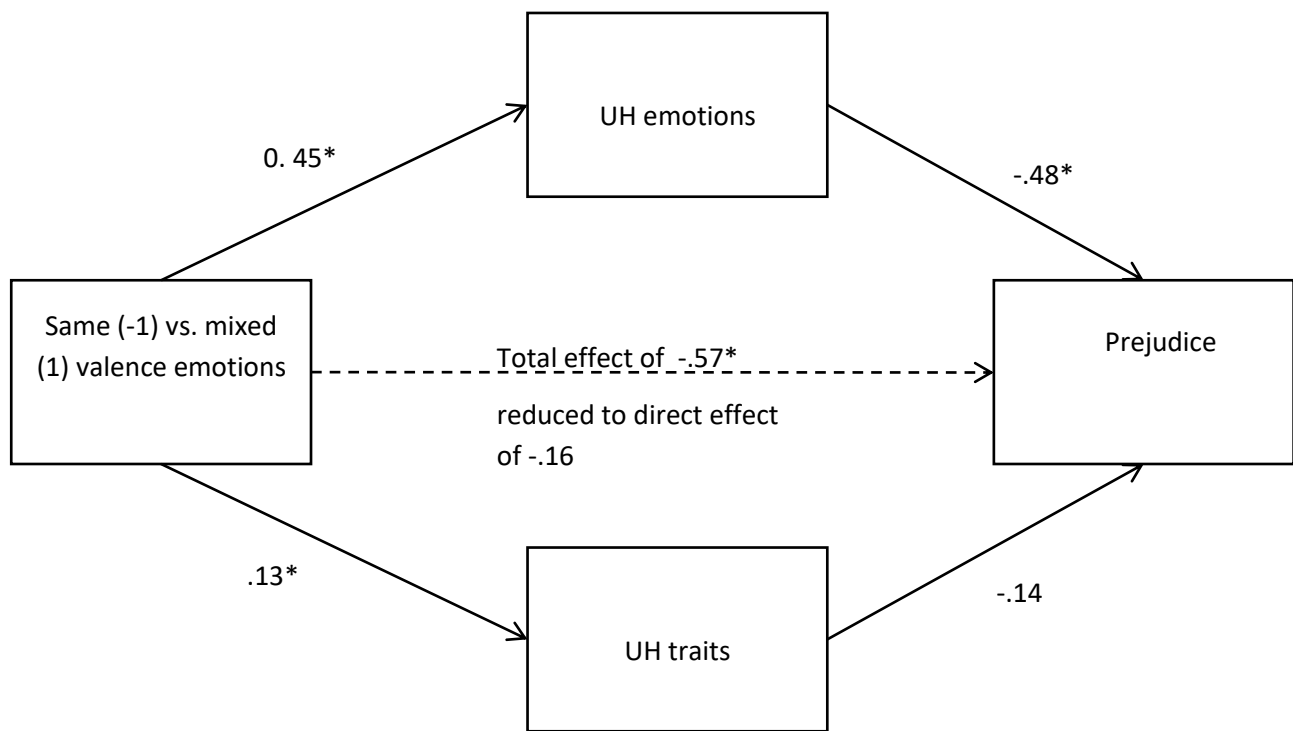 UH emotions
0. 45*
-.48*
Same (-1) vs. mixed
(1) valence emotions
Total effect of  -.57*
reduced to direct effect
of -.16
Prejudice
.13*
-.14
UH traits